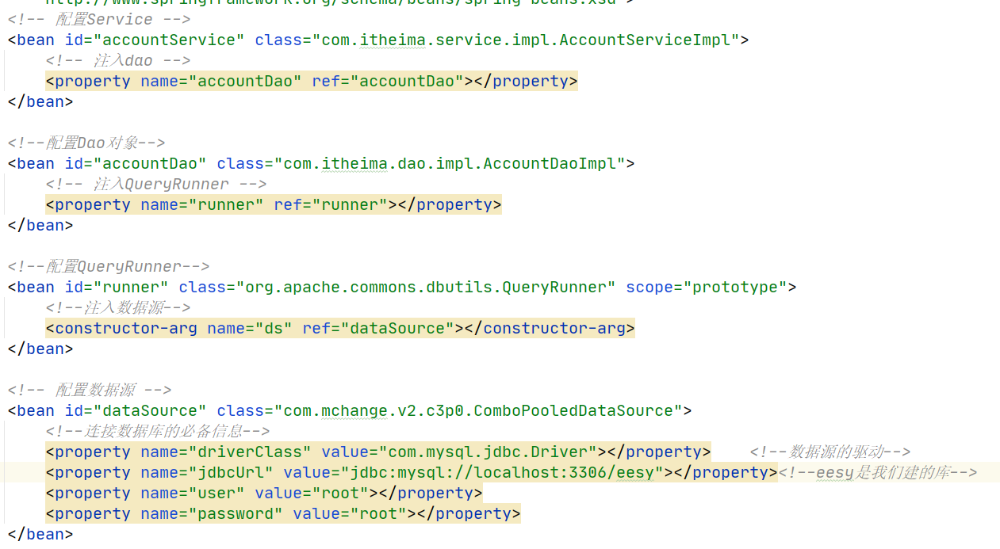 http://www.springframework.org/schema/beans/spring-beans.xsd">
<!-- 配置Service -->
<bean id="accountService" class="com.itheima.service.impl.AccountServiceImpl">
<!-- 注入dao -->
<property name="accountDao" ref="accountDao"></property>
</bean>
<!--配置Dao对象-->
<bean id="accountDao" class="com.itheima.dao.impl.AccountDaoImpl">
<!-- 注入QueryRunner -->
<property name="runner" ref="runner"></property>
</bean>
<!--配置QueryRunner-->
<bean id="runner" class="org.apache.commons.dbutils.QueryRunner" scope="prototype">
<!--注入数据源-->
<constructor-arg name="ds" ref="dataSource"></constructor-arg>
</bean>
<!-- 配置数据源 -->
<bean id="dataSource" class="com.mchange.v2.c3p0.ComboPooledDataSource">
<!--连接数据库的必备信息-->
<property name="driverClass" value="com.mysql.jdbc.Driver"></property>    <!--数据源的驱动-->
<property name="jdbcUrl" value="jdbc:mysql://localhost:3306/eesy"></property><!--eesy是我们建的库-->
<property name="user" value="root"></property>
<property name="password" value="root"></property>
</bean>